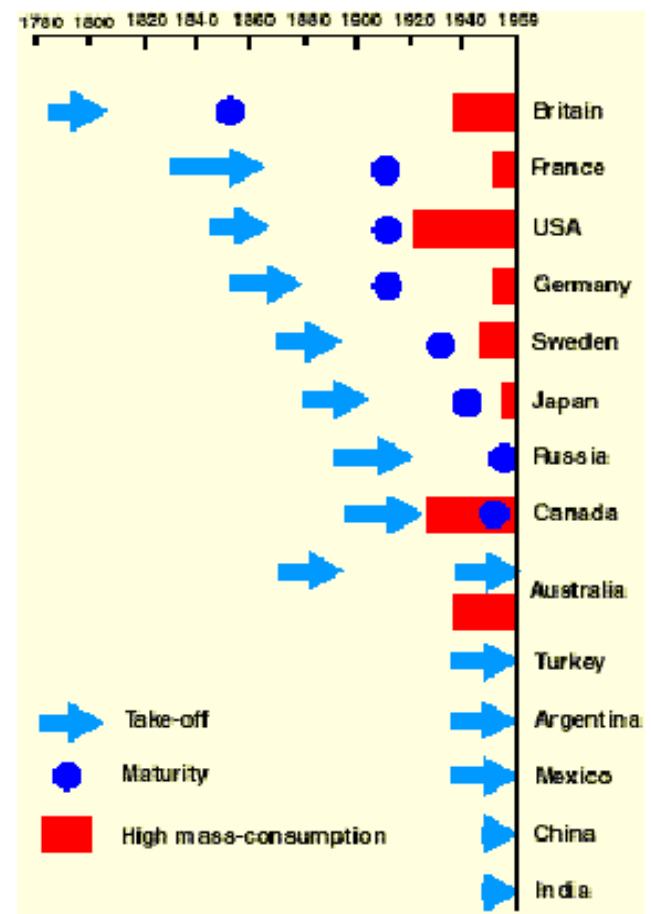 1780 1800 1820 1840 1860 1880 1900 1920 1940 1959
Britain
France
USA
Germany
Sweden
Japan
Russia
Canada
Australia
Turkey
Take-off
Argentina
Maturity
Mexico
High mass-consumption
China
India